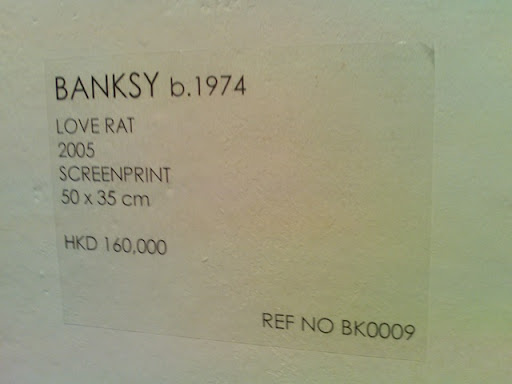 BANKSY b.1974
LOVE RAT
2005
SCREENPRINT
50 x 35 cm
HKD 160,000
REF NO BK0009